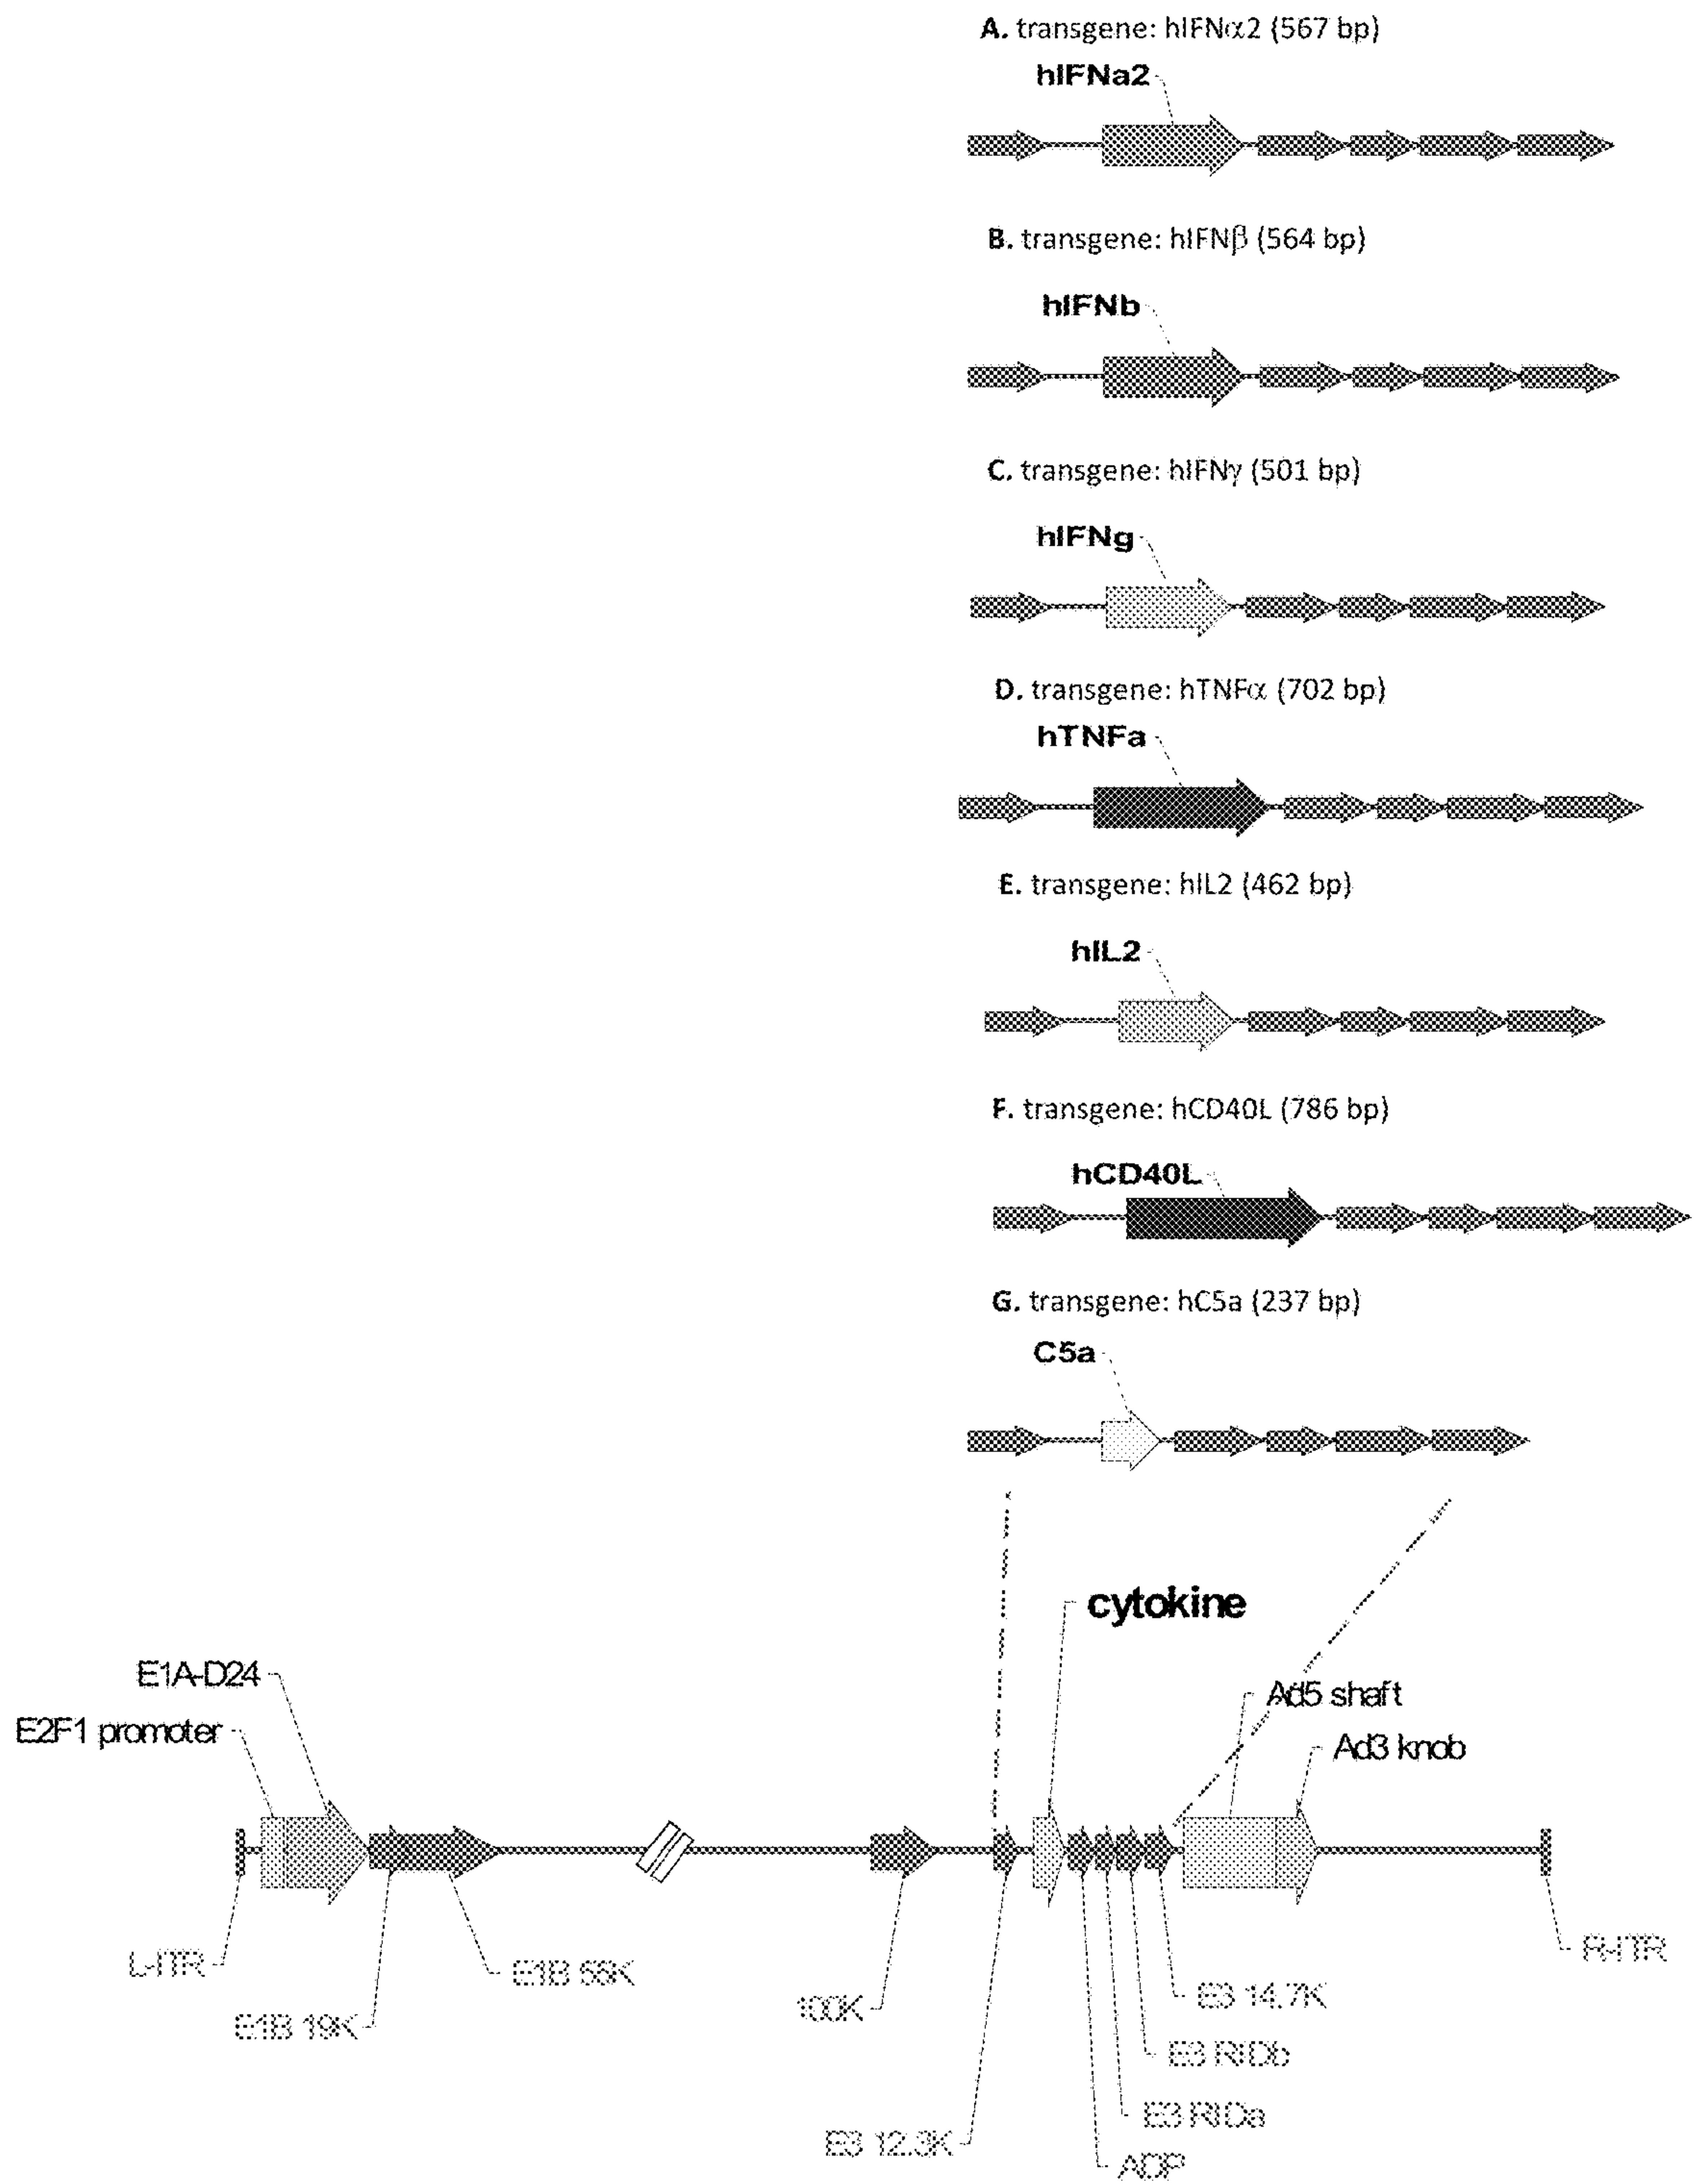 A. transgene: hIFNα2 (567 bp)
hIFNa2
B. transgene: hIFNβ (564 bp)
hIFNb
C. transgene: hIFNγ (501 bp)
hIFNg
D. transgene: hTNFα (702 bp)
hTNFa
E. transgene: hIL2 (462 bp)
hIL2
F. transgene: hCD40L (786 bp)
hCD40L
G. transgene: hC5a (237 bp)
C5a
cytokine
E1A-D24
Ad5 shaft
E2F1 promoter
Ad3 knob
L-ITR
R-ITR
E1B 55K
E3 14.7K
100K
E1B 19K
E3 RIDb
E3 RIDa
E3 12.3K
ADP